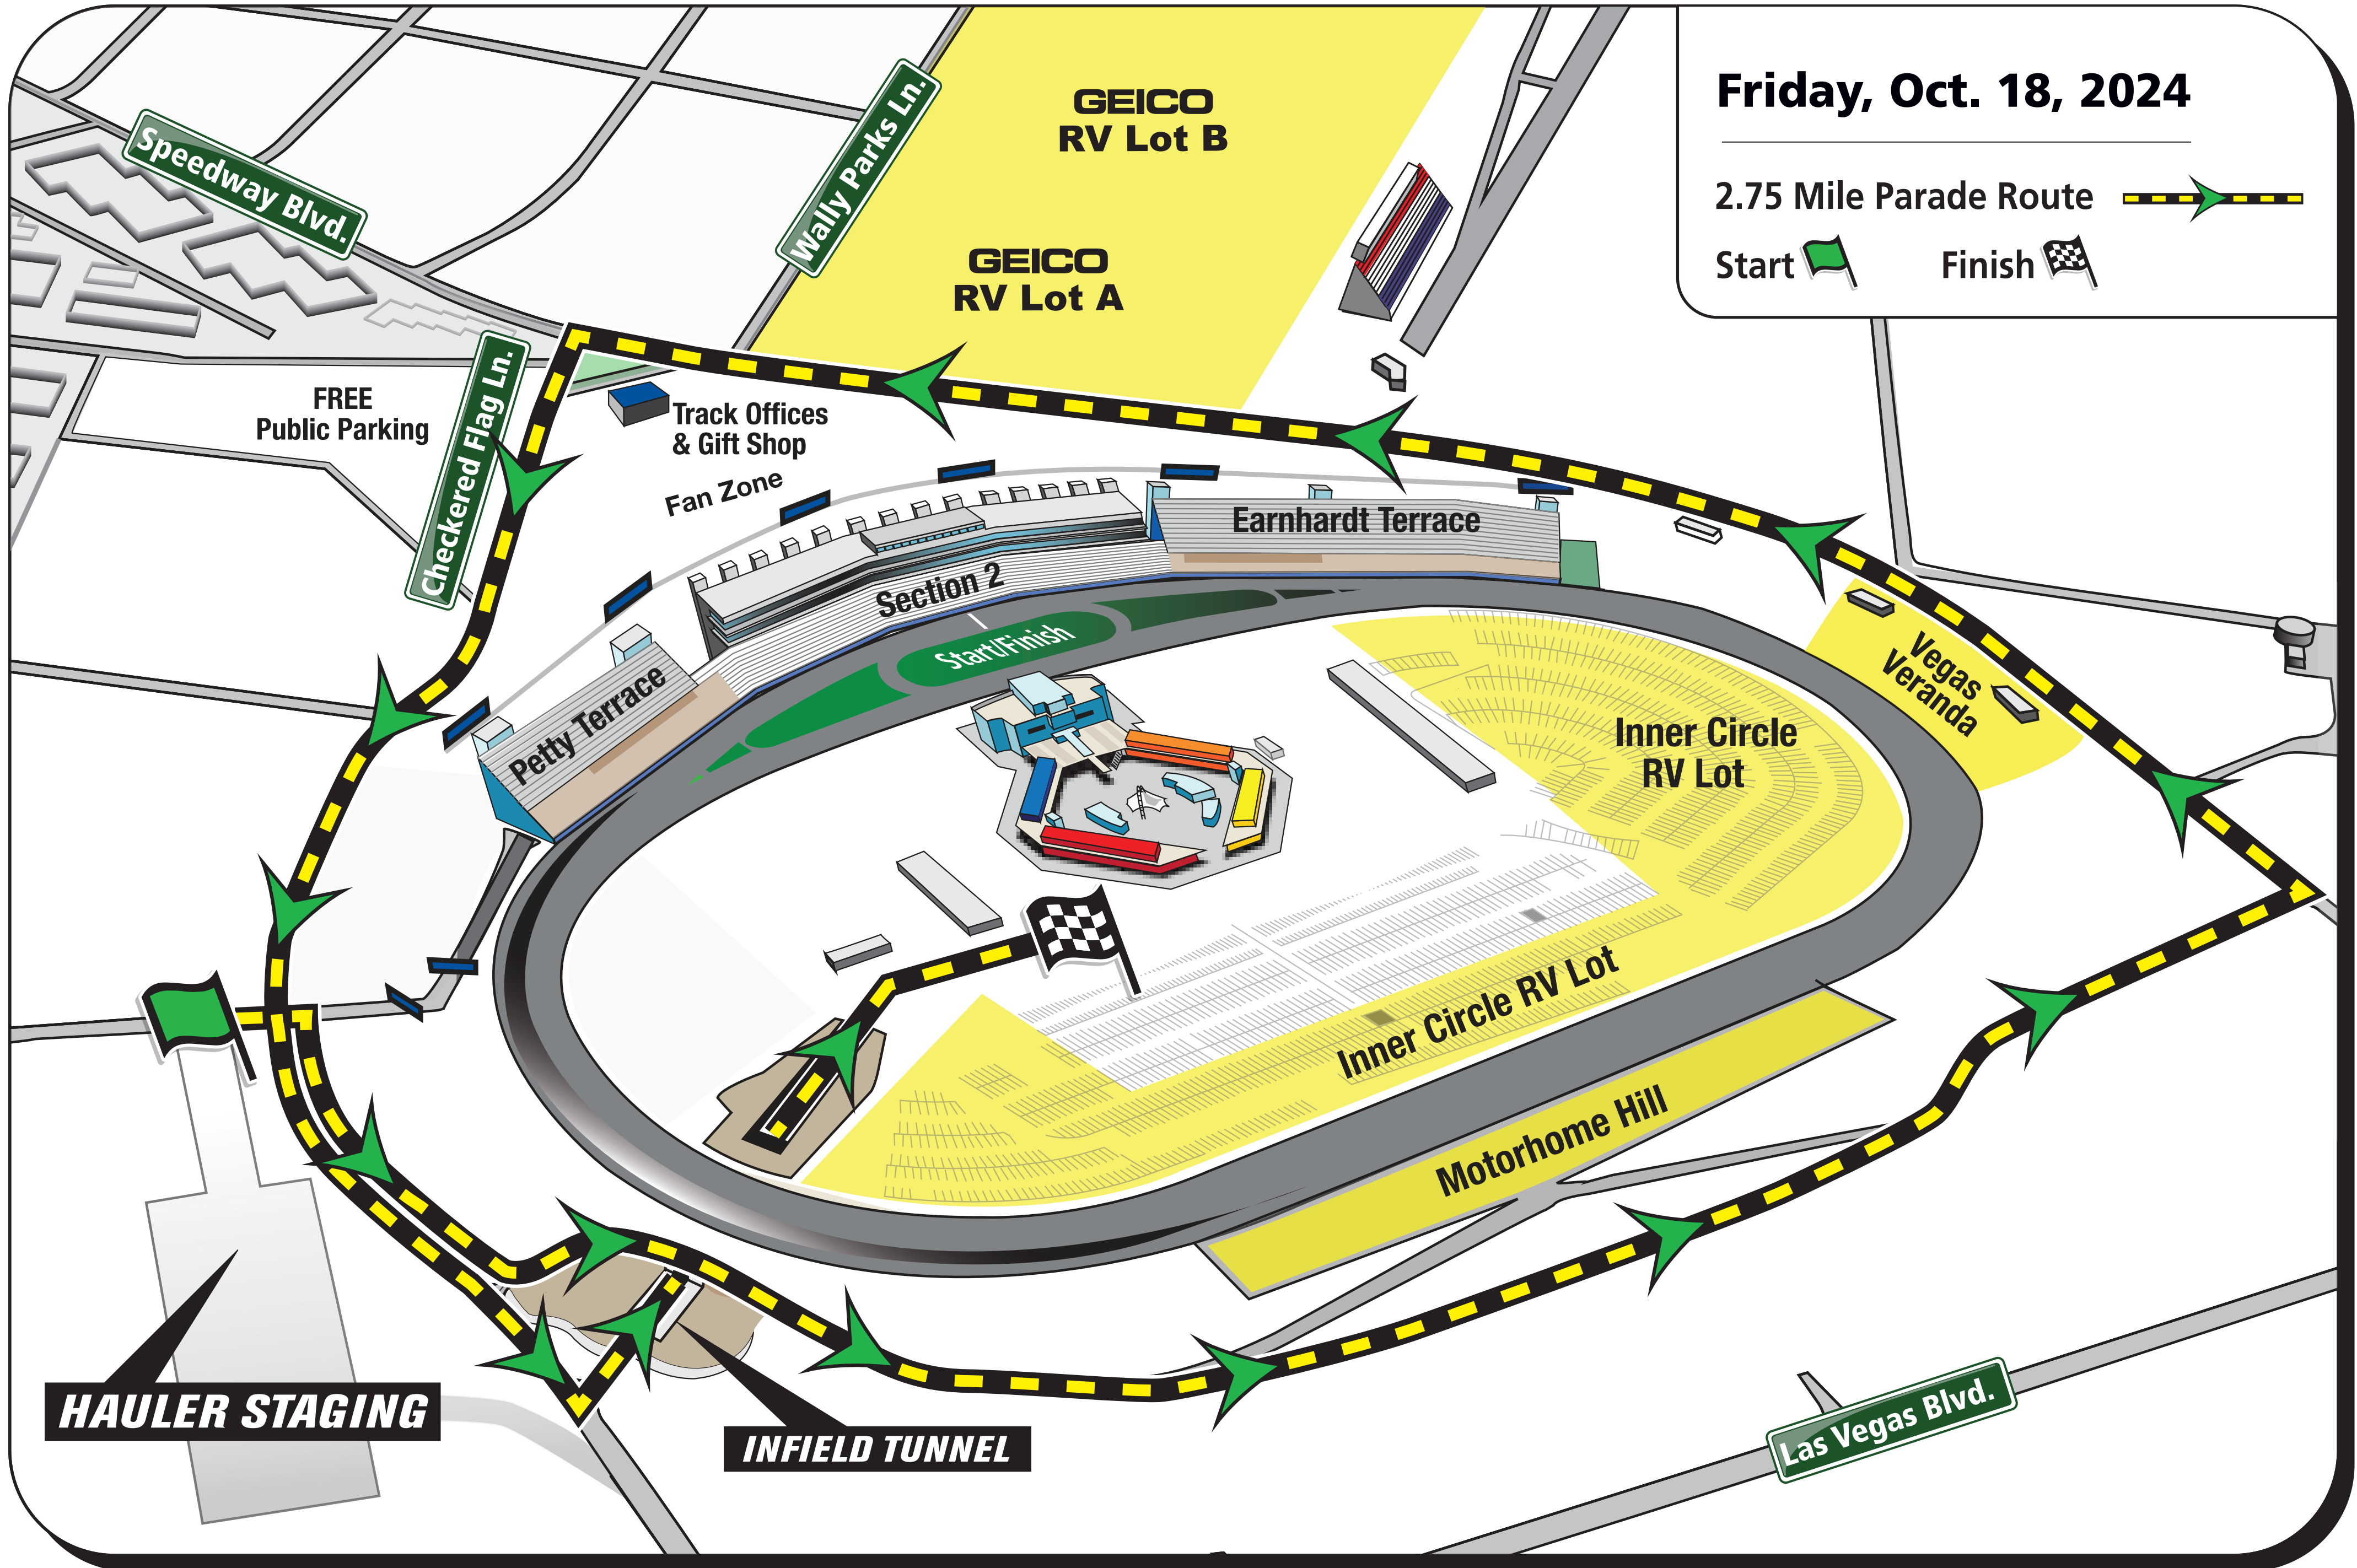 Friday, Oct. 18, 2024
2.75 Mile Parade Route
Start
Finish
GEICO
RV Lot B
GEICO
RV Lot A
Speedway Blvd.
Wally Parks Ln.
Checkered Flag Ln.
FREE
Public Parking
Track Offices
& Gift Shop
Fan Zone
Earnhardt Terrace
Section 2
Start/Finish
Petty Terrace
Vegas
Veranda
Inner Circle
RV Lot
Inner Circle RV Lot
Motorhome Hill
HAULER STAGING
INFIELD TUNNEL
Las Vegas Blvd.